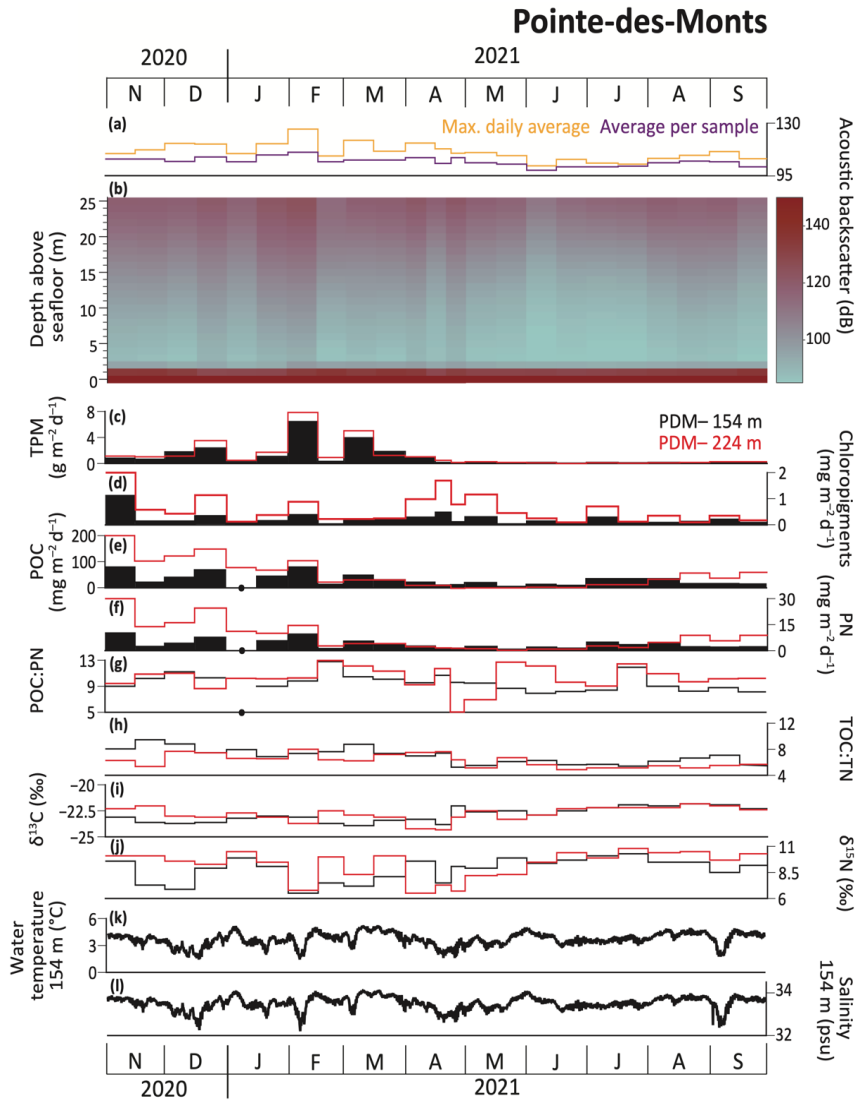 Pointe-des-Monts
2020 2021
N D J F M A M J J A S
(a) Max. daily average Average per sample 130
95
Acoustic backscatter (dB)
(b)
25
20
15
10
5
0
Depth above
seafloor (m)
140
120
100
(c) PDM– 154 m
PDM– 224 m
8
4
0
TPM
(g m⁻² d⁻¹)
(d) 2
1
0
Chloropigments
(mg m⁻² d⁻¹)
(e)
200
100
0
POC
(mg m⁻² d⁻¹)
(f) 30
15
0
PN
(mg m⁻² d⁻¹)
(g)
13
9
5
POC:PN
(h) 12
8
4
TOC:TN
(i)
−20
−22.5
−25
δ¹³C (‰)
(j) 11
8.5
6
δ¹⁵N (‰)
(k)
6
3
0
Water
temperature
154 m (°C)
(l) 34
32
Salinity
154 m (psu)
N D J F M A M J J A S
2020 2021